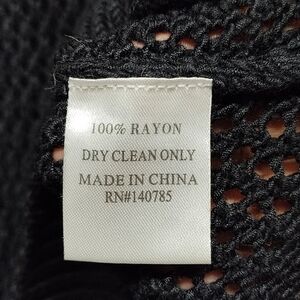 100% RAYON
DRY CLEAN ONLY
MADE IN CHINA
RN#140785